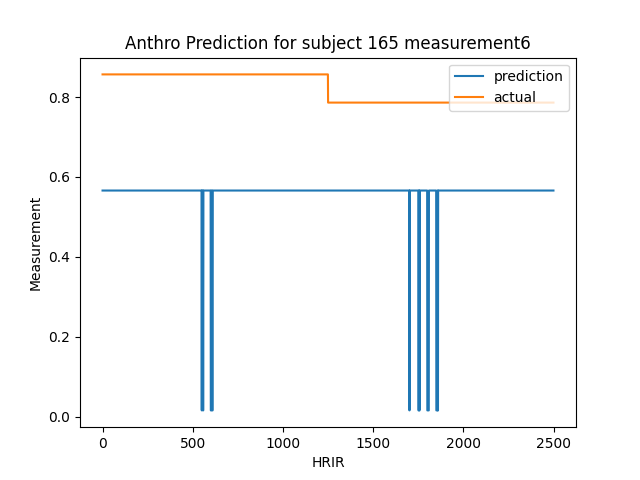 Anthro Prediction for subject 165 measurement6
prediction
actual
Measurement
0.8
0.6
0.4
0.2
0.0
0
500
1000
1500
2000
2500
HRIR